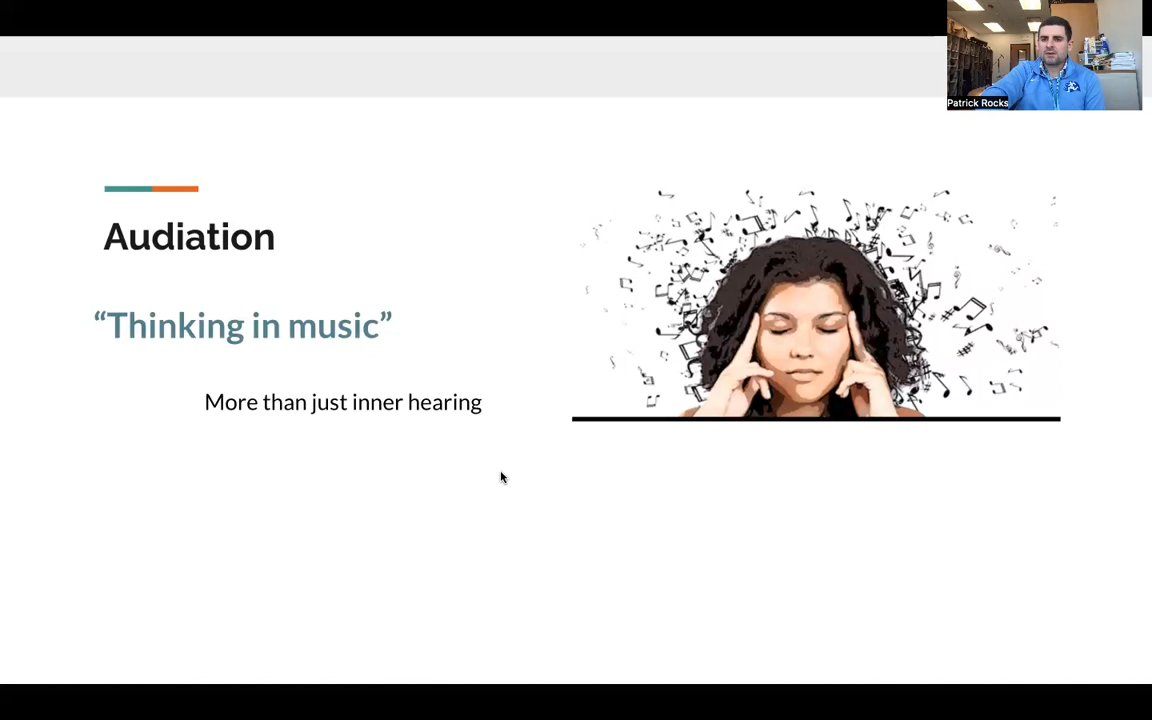 Patrick Rocks
Audiation
“Thinking in music”
More than just inner hearing